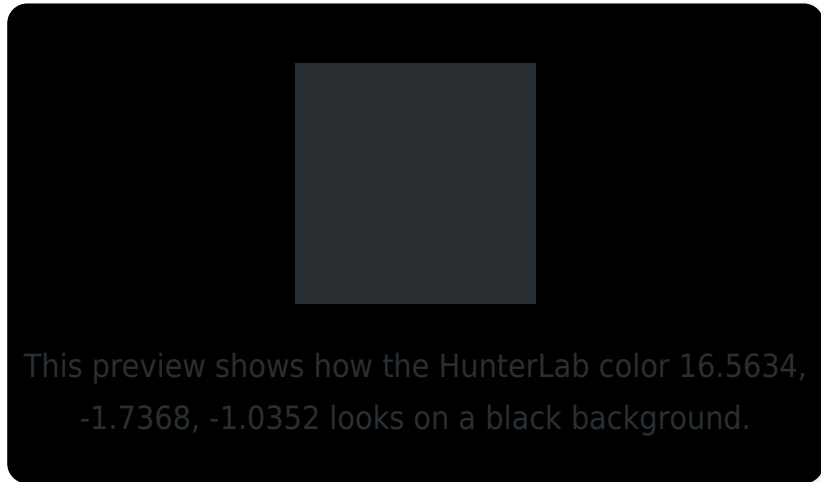 This preview shows how the HunterLab color 16.5634,
-1.7368, -1.0352 looks on a black background.